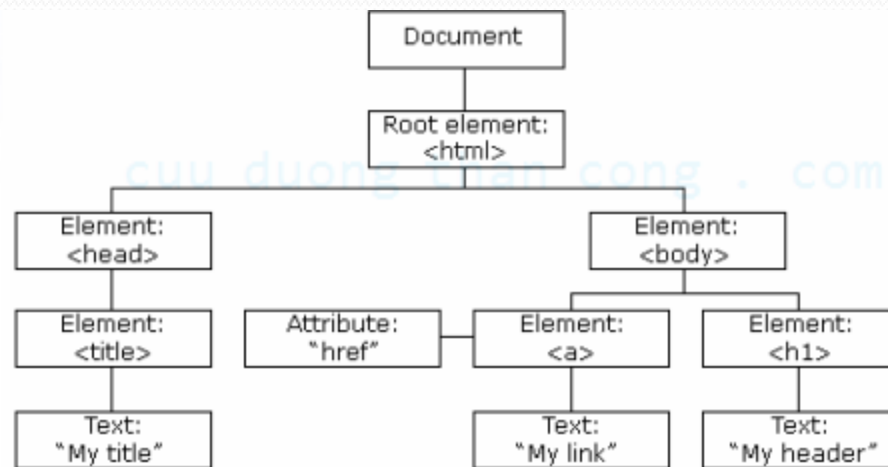 Document
Root element:
<html>
cuu duong than cong . com
Element:
<head>
Element:
<body>
Element:
<title>
Attribute:
"href"
Element:
<a>
Element:
<h1>
Text:
"My title"
Text:
"My link"
Text:
"My header"